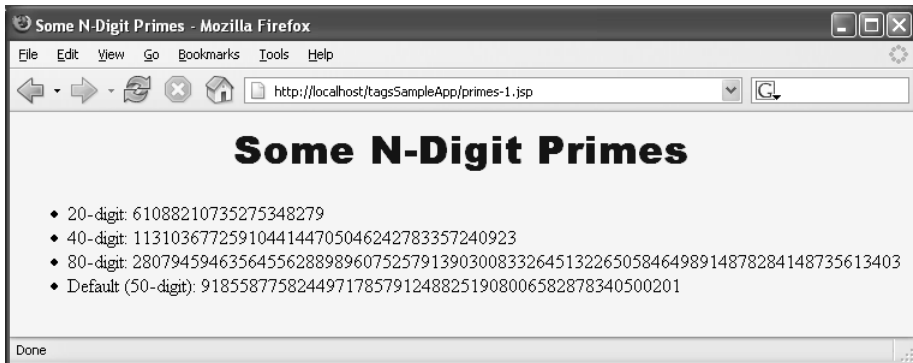 Some N-Digit Primes - Mozilla Firefox
File Edit View Go Bookmarks Tools Help
http://localhost/tagsSampleApp/primes-1.jsp G
Some N-Digit Primes
• 20-digit: 61088210735275348279
• 40-digit: 1131036772591044144705046242783357240923
• 80-digit: 28079459463564556288989607525791390300833264513226505846498914878284148735613403
• Default (50-digit): 91855877582449717857912488251908006582878340500201
Done